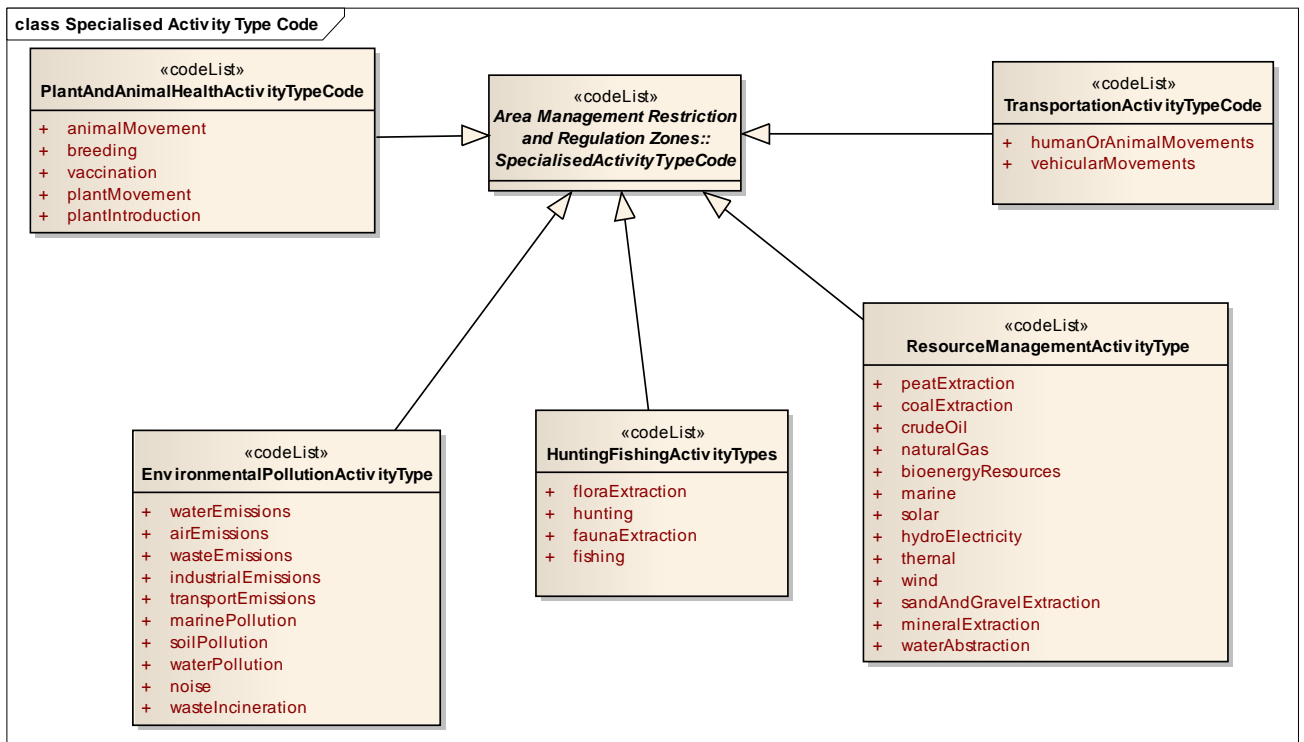 class Specialised Activity Type Code
«codeList»
PlantAndAnimalHealthActivityTypeCode
+ animalMovement
+ breeding
+ vaccination
+ plantMovement
+ plantIntroduction
«codeList»
Area Management Restriction
and Regulation Zones::
SpecialisedActivityTypeCode
«codeList»
TransportationActivityTypeCode
+ humanOrAnimalMovements
+ vehicularMovements
«codeList»
EnvironmentalPollutionActivityType
+ waterEmissions
+ airEmissions
+ wasteEmissions
+ industrialEmissions
+ transportEmissions
+ marinePollution
+ soilPollution
+ waterPollution
+ noise
+ wasteIncineration
«codeList»
HuntingFishingActivityTypes
+ floraExtraction
+ hunting
+ faunaExtraction
+ fishing
«codeList»
ResourceManagementActivityType
+ peatExtraction
+ coalExtraction
+ crudeOil
+ naturalGas
+ bioenergyResources
+ marine
+ solar
+ hydroElectricity
+ themal
+ wind
+ sandAndGravelExtraction
+ mineralExtraction
+ waterAbstraction